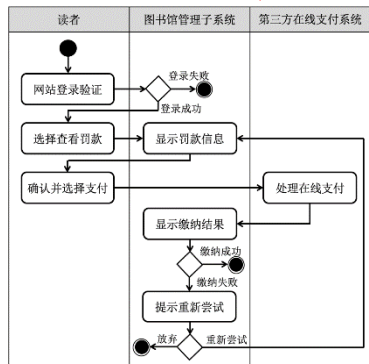 读者 图书馆管理子系统 第三方在线支付系统
登录失败
网站登录验证
登录成功
选择查看罚款 显示罚款信息
确认并选择支付 处理在线支付
显示缴纳结果
缴纳成功
缴纳失败
提示重新尝试
放弃 重新尝试